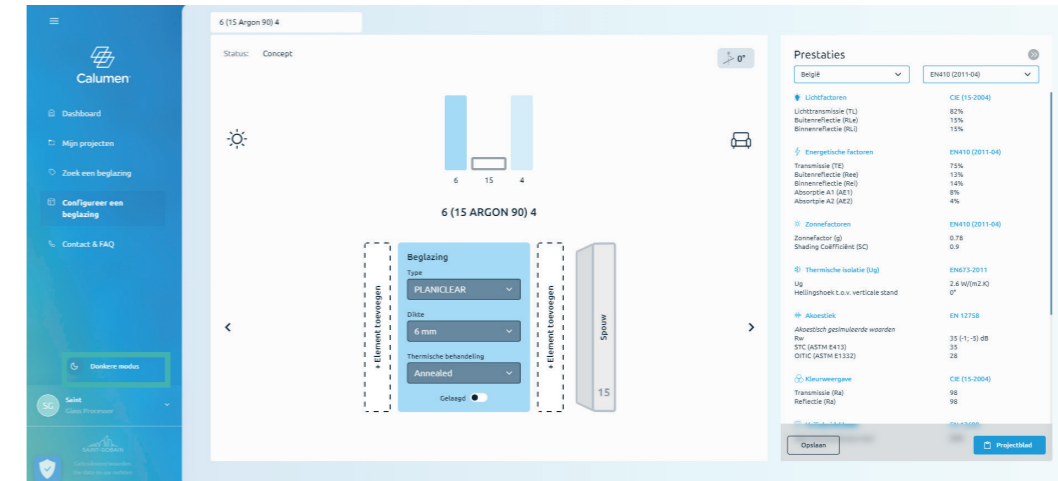 6 (15 Argon 90) 4
Calumen
Dashboard
Mijn projecten
Zoek een beglazing
Configureer een
beglazing
Contact & FAQ
Donkere modus
SG
Saint
Glass Processor
SAINT-GOBAIN
Status: Concept
0°
6 15 4
6 (15 ARGON 90) 4
+ Element toevoegen
Beglazing
Type
PLANICLEAR
Dikte
6 mm
Thermische behandeling
Annealed
Gelaagd
+ Element toevoegen
Spouw
15
Prestaties
België EN410 (2011-04)
Lichtfactoren CIE (15-2004)
Lichttransmissie (TL) 82%
Buitenreflectie (RLe) 15%
Binnenreflectie (RLi) 15%
Energetische factoren EN410 (2011-04)
Transmissie (TE) 75%
Buitenreflectie (Ree) 13%
Binnenreflectie (Rei) 14%
Absorptie A1 (AE1) 8%
Absortpie A2 (AE2) 4%
Zonnefactoren EN410 (2011-04)
Zonnefactor (g) 0.78
Shading Coëfficiënt (SC) 0.9
Thermische isolatie (Ug) EN673-2011
Ug 2.6 W/(m2.K)
Hellingshoek t.o.v. verticale stand 0°
Akoestiek EN 12758
Akoestisch gesimuleerde waarden
Rw 35 (-1; -5) dB
STC (ASTM E413) 35
OITC (ASTM E1332) 28
Kleurweergave CIE (15-2004)
Transmissie (Ra) 98
Reflectie (Ra) 98
Opslaan
Projectblad